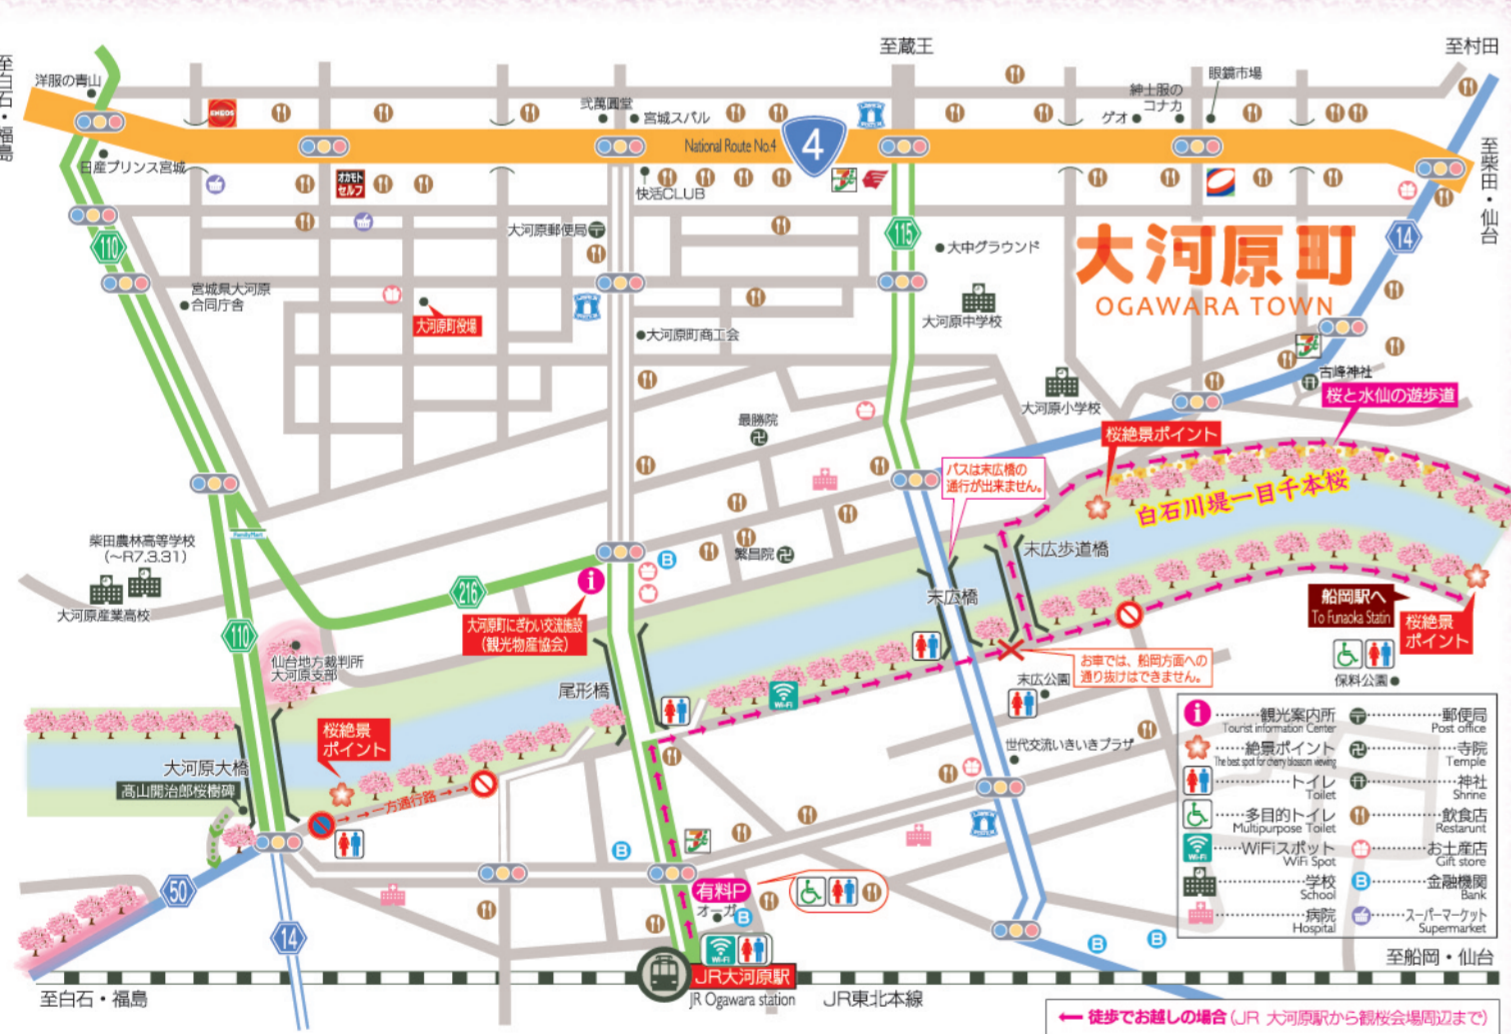 至蔵王
至村田
至白石・福島
洋服の青山
ENEOS
弐萬圓堂
宮城スバル
紳士服の
コナカ
眼鏡市場
ゲオ
National Route No.4
4
日産プリンス宮城
オカモト
セルフ
快活CLUB
至柴田・仙台
110
大河原郵便局
115
大中グラウンド
14
大河原町
OGAWARA TOWN
宮城県大河原
合同庁舎
大河原町役場
大河原町商工会
大河原中学校
古峰神社
大河原小学校
桜と水仙の遊歩道
最勝院
桜絶景ポイント
バスは末広橋の
通行が出来ません。
白石川堤一目千本桜
FamilyMart
柴田農林高等学校
(~R7.3.31)
大河原産業高校
繁昌院
末広歩道橋
216
末広橋
船岡駅へ
To Funaoka Statin
大河原町にぎわい交流施設
(観光物産協会)
110
桜絶景
ポイント
仙台地方裁判所
大河原支部
お車では、船岡方面への
通り抜けはできません。
尾形橋
Wi-Fi
末広公園
保料公園
桜絶景
ポイント
世代交流いきいきプラザ
大河原大橋
髙山開治郎桜樹碑
一方通行路
観光案内所
Tourist information Center
郵便局
Post office
絶景ポイント
The best spot for cherry blossom viewing
寺院
Temple
トイレ
Toilet
神社
Shrine
多目的トイレ
Multipurpose Toilet
飲食店
Restarunt
WiFiスポット
WiFi Spot
お土産店
Gift store
学校
School
金融機関
Bank
病院
Hospital
スーパーマーケット
Supermarket
50
有料P
オーガ
14
Wi-Fi
JR大河原駅
JR Ogawara station
JR東北本線
至白石・福島
至船岡・仙台
徒歩でお越しの場合(JR 大河原駅から観桜会場周辺まで)